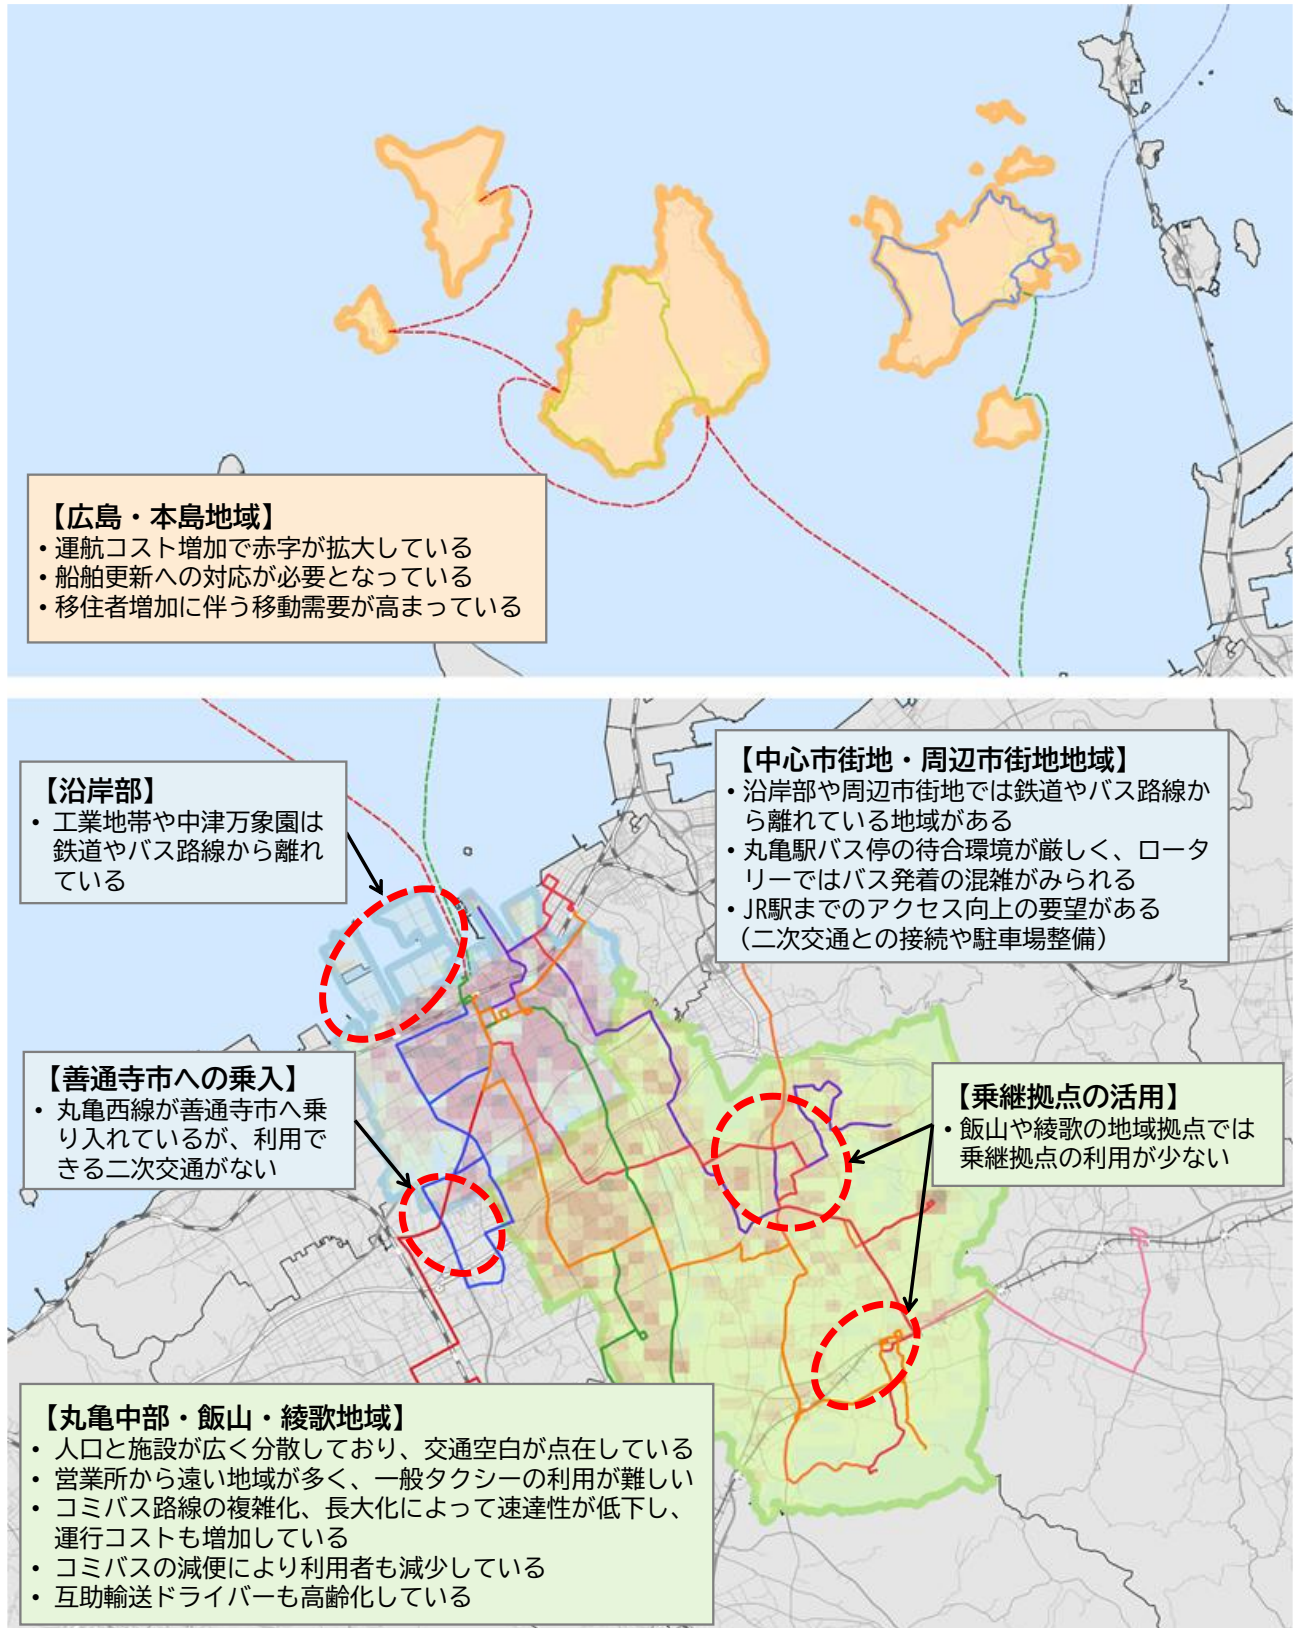 【広島・本島地域】
・運航コスト増加で赤字が拡大している
・船舶更新への対応が必要となっている
・移住者増加に伴う移動需要が高まっている
【沿岸部】
・ 工業地帯や中津万象園は
鉄道やバス路線から離れ
ている
【中心市街地・周辺市街地地域】
・沿岸部や周辺市街地では鉄道やバス路線か
ら離れている地域がある
・丸亀駅バス停の待合環境が厳しく、ロータ
リーではバス発着の混雑がみられる
・JR駅までのアクセス向上の要望がある
（二次交通との接続や駐車場整備）
【善通寺市への乗入】
・ 丸亀西線が善通寺市へ乗
り入れているが、利用で
きる二次交通がない
【乗継拠点の活用】
・飯山や綾歌の地域拠点では
乗継拠点の利用が少ない
【丸亀中部・飯山・綾歌地域】
・ 人口と施設が広く分散しており、交通空白が点在している
・ 営業所から遠い地域が多く、一般タクシーの利用が難しい
・ コミバス路線の複雑化、長大化によって速達性が低下し、
運行コストも増加している
・ コミバスの減便により利用者も減少している
・ 互助輸送ドライバーも高齢化している